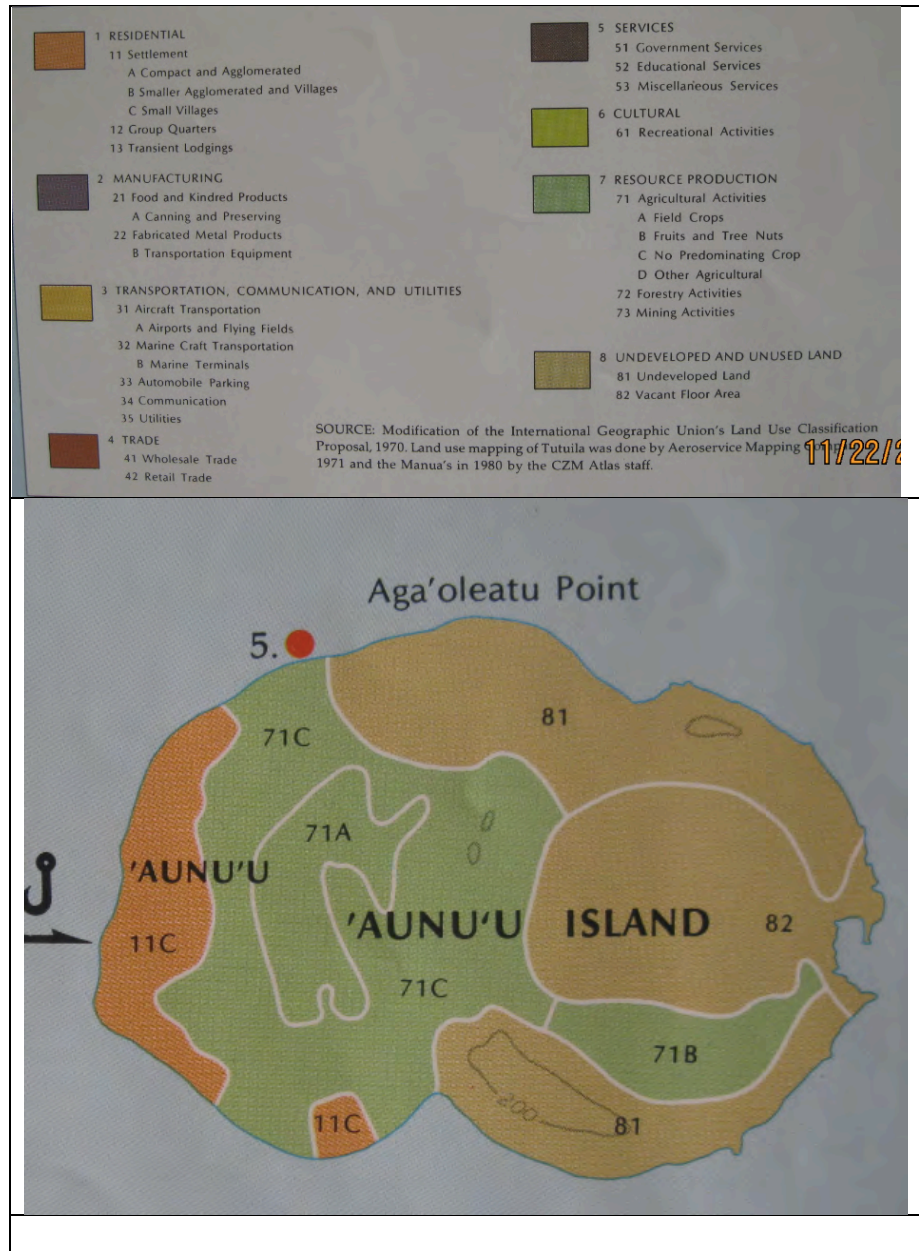 1 RESIDENTIAL
11 Settlement
A Compact and Agglomerated
B Smaller Agglomerated and Villages
C Small Villages
12 Group Quarters
13 Transient Lodgings
2 MANUFACTURING
21 Food and Kindred Products
A Canning and Preserving
22 Fabricated Metal Products
B Transportation Equipment
3 TRANSPORTATION, COMMUNICATION, AND UTILITIES
31 Aircraft Transportation
A Airports and Flying Fields
32 Marine Craft Transportation
B Marine Terminals
33 Automobile Parking
34 Communication
35 Utilities
4 TRADE
41 Wholesale Trade
42 Retail Trade
5 SERVICES
51 Government Services
52 Educational Services
53 Miscellaneous Services
6 CULTURAL
61 Recreational Activities
7 RESOURCE PRODUCTION
71 Agricultural Activities
A Field Crops
B Fruits and Tree Nuts
C No Predominating Crop
D Other Agricultural
72 Forestry Activities
73 Mining Activities
8 UNDEVELOPED AND UNUSED LAND
81 Undeveloped Land
82 Vacant Floor Area
SOURCE: Modification of the International Geographic Union's Land Use Classification
Proposal, 1970. Land use mapping of Tutuila was done by Aeroservice Mapping
1971 and the Manua's in 1980 by the CZM Atlas staff.
11/22/
Aga'oleatu Point
5.
81
71C
71A
'AUNU'U
'AUNU'U ISLAND
82
11C
71C
71B
11C
200
81